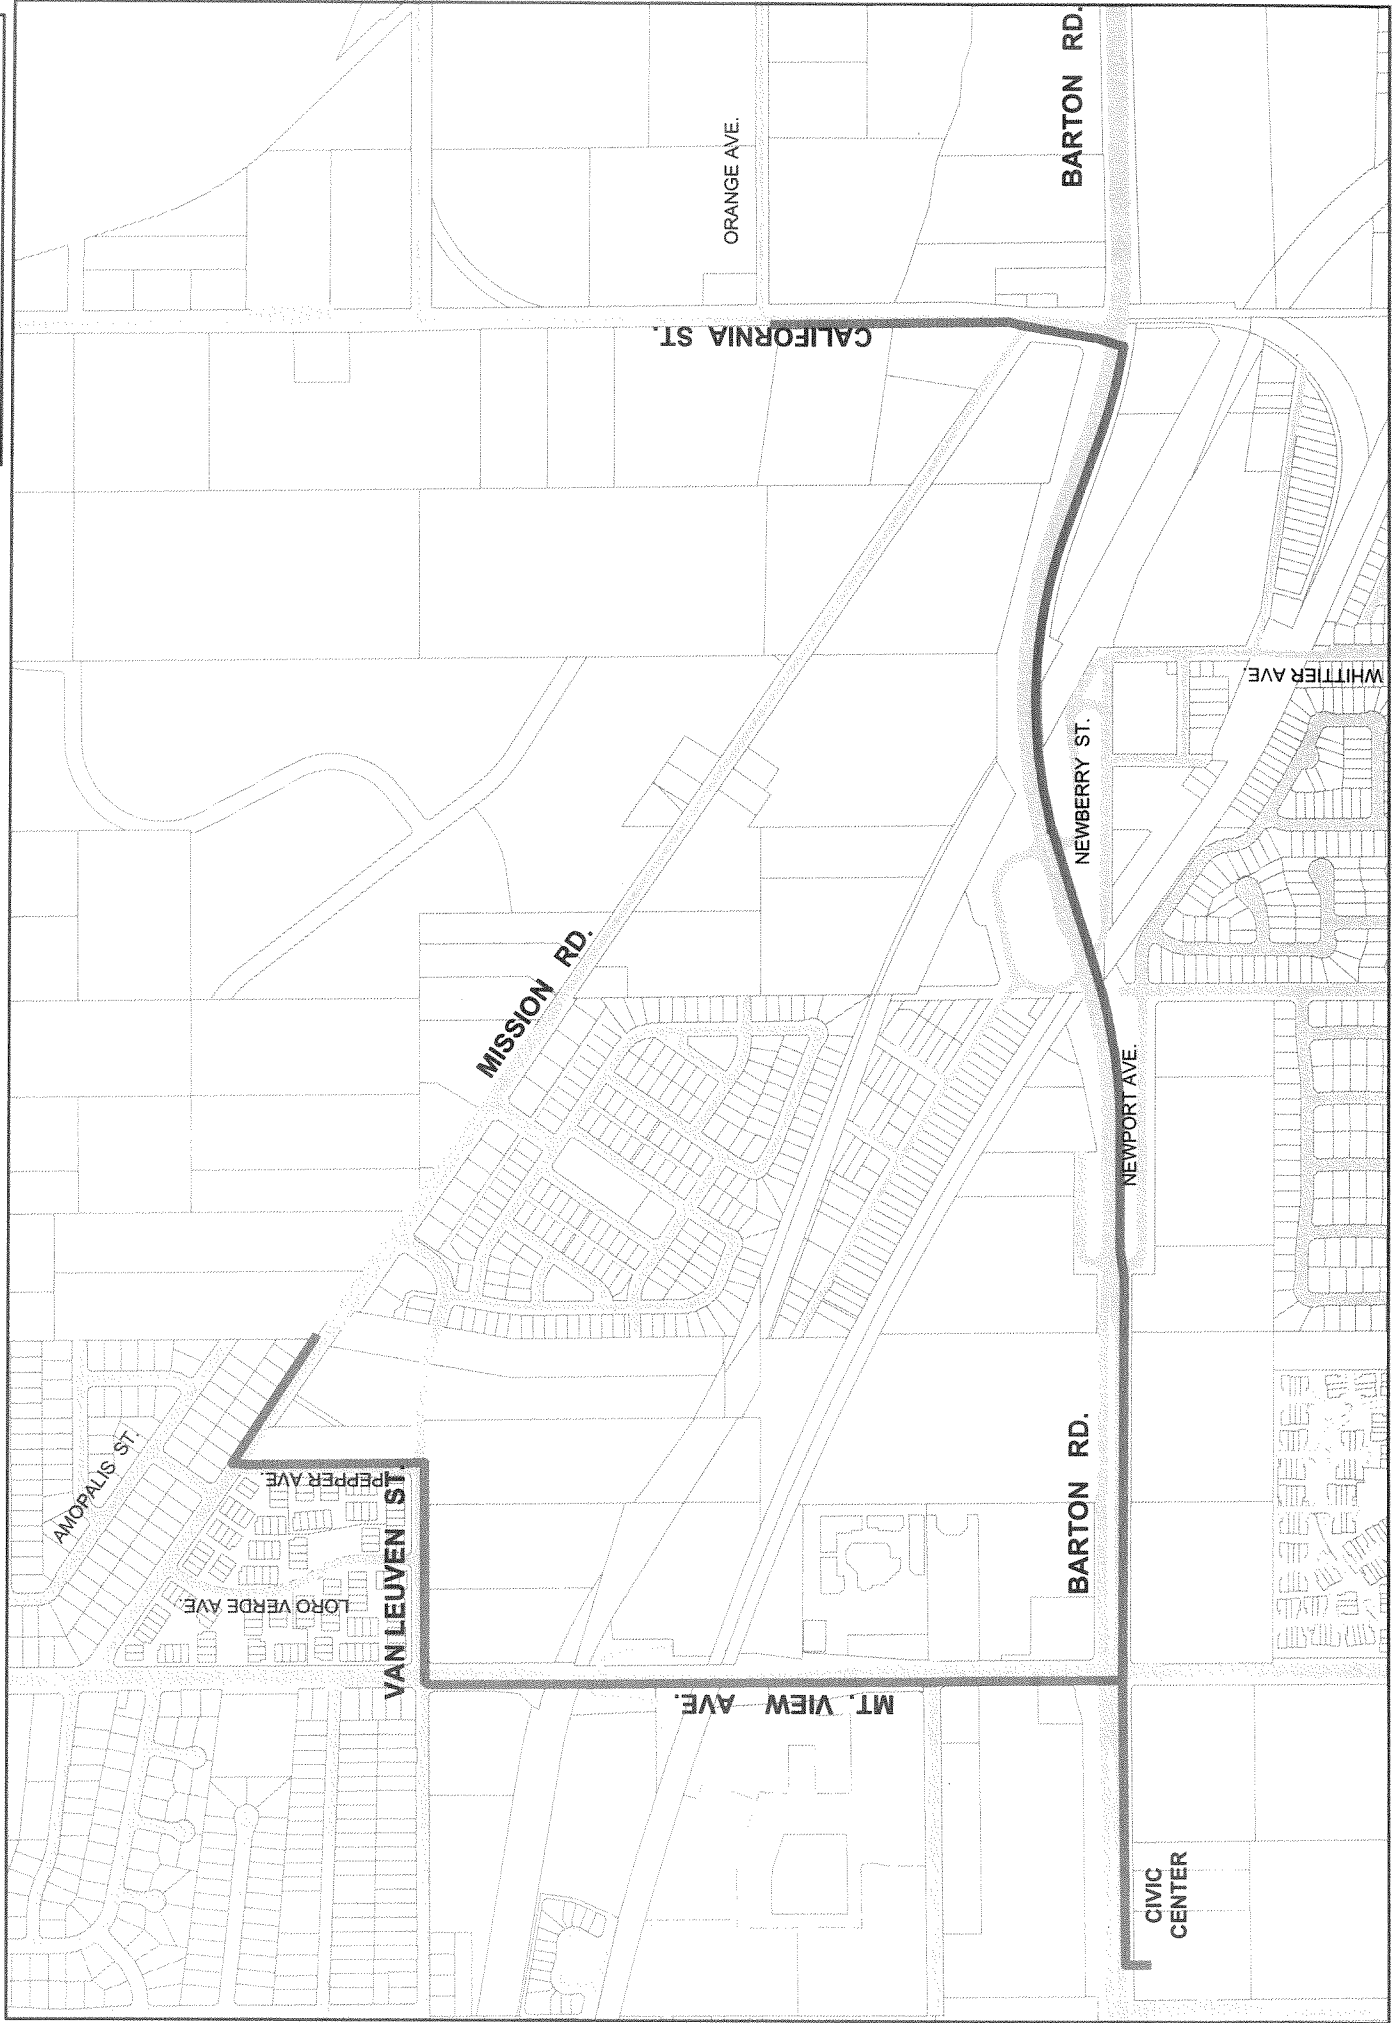 BARTON RD.
ORANGE AVE.
CALIFORNIA ST.
WHITTIER AVE.
NEWBERRY ST.
MISSION RD.
NEWPORT AVE.
AMOPALIS ST.
PEPPER AVE.
VAN LEUVEN ST.
LORO VERDE AVE.
BARTON RD.
MT. VIEW AVE.
CIVIC
CENTER